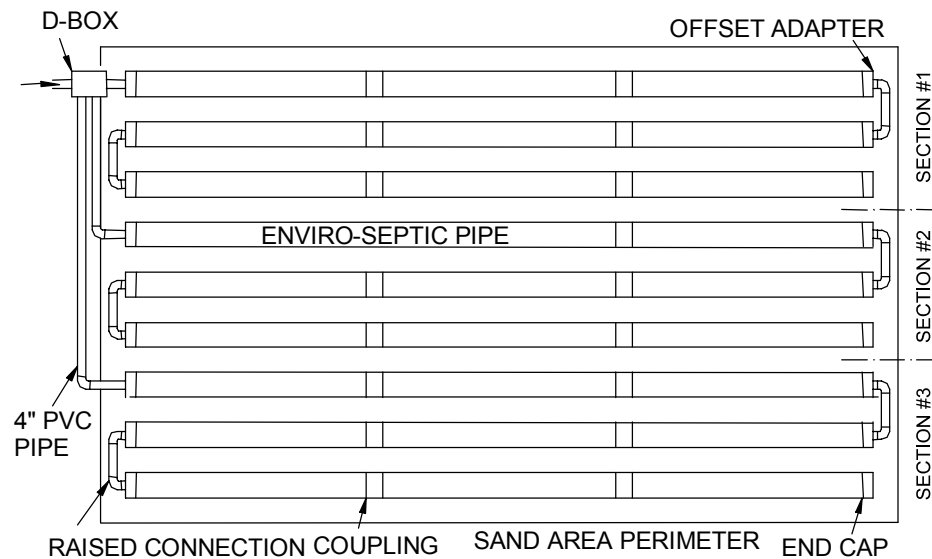 D-BOX
OFFSET ADAPTER
SECTION #1
ENVIRO-SEPTIC PIPE
SECTION #2
4" PVC
PIPE
SECTION #3
RAISED CONNECTION
COUPLING
SAND AREA PERIMETER
END CAP